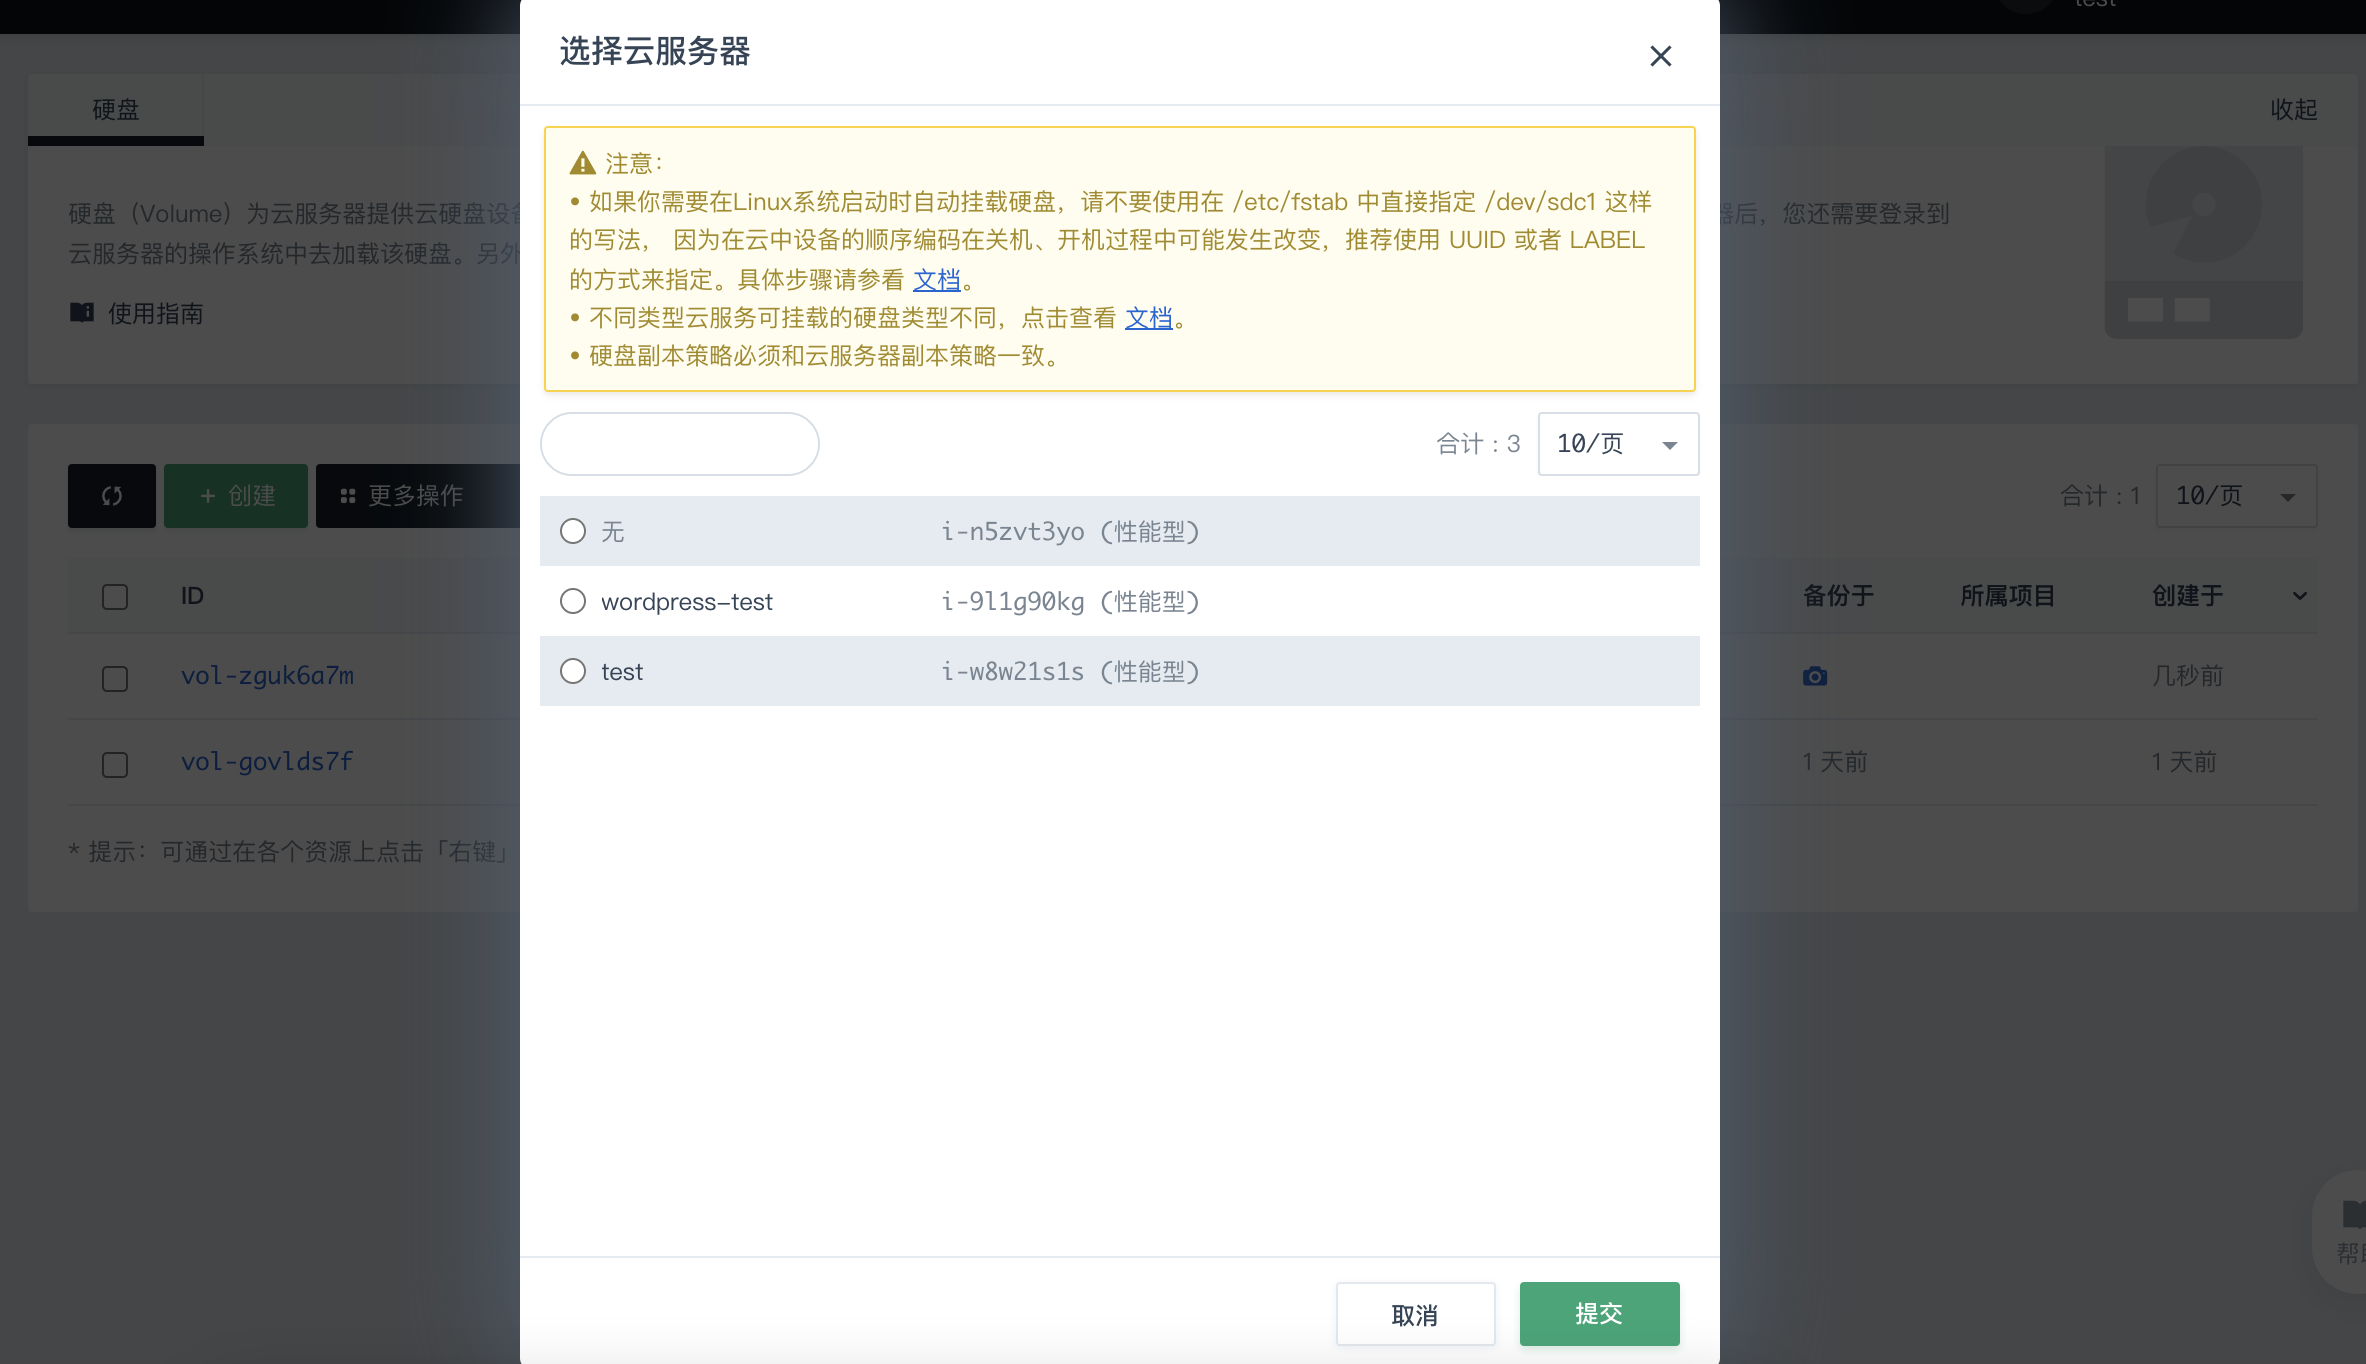 test
选择云服务器
硬盘
收起
硬盘（Volume）为云服务器提供云硬盘设备
器后，您还需要登录到
云服务器的操作系统中去加载该硬盘。另外
使用指南
注意：
• 如果你需要在Linux系统启动时自动挂载硬盘，请不要使用在 /etc/fstab 中直接指定 /dev/sdc1 这样
的写法， 因为在云中设备的顺序编码在关机、开机过程中可能发生改变，推荐使用 UUID 或者 LABEL
的方式来指定。具体步骤请参看 文档。
• 不同类型云服务可挂载的硬盘类型不同，点击查看 文档。
• 硬盘副本策略必须和云服务器副本策略一致。
合计 : 3
10/页
无 i-n5zvt3yo (性能型)
wordpress-test i-9l1g90kg (性能型)
test i-w8w21s1s (性能型)
取消
提交
+ 创建
更多操作
合计 : 1
10/页
ID
备份于
所属项目
创建于
vol-zguk6a7m
几秒前
vol-govlds7f
1 天前
1 天前
* 提示：可通过在各个资源上点击「右键」
帮助